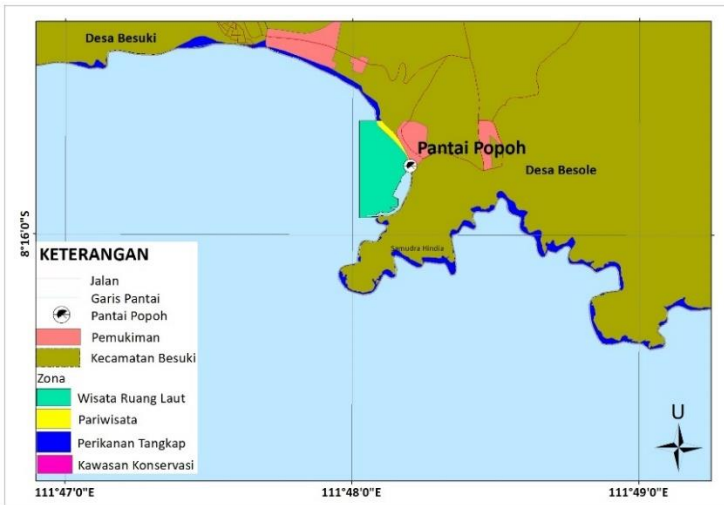 Desa Besuki
Pantai Popoh
Desa Besole
8°16'0"S
Samudra Hindia
KETERANGAN
Jalan
Garis Pantai
Pantai Popoh
Pemukiman
Kecamatan Besuki
Zona
Wisata Ruang Laut
Pariwisata
Perikanan Tangkap
Kawasan Konservasi
U
111°47'0"E
111°48'0"E
111°49'0"E